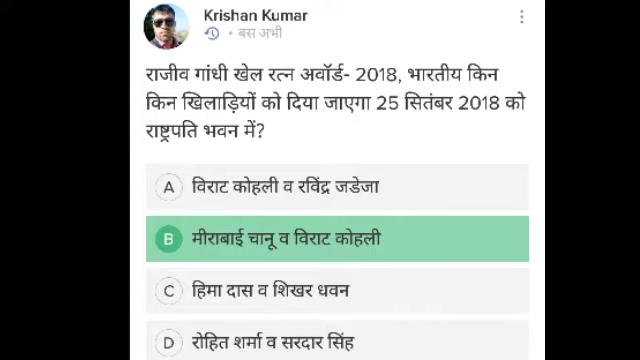 Krishan Kumar
• बस अभी
राजीव गांधी खेल रत्न अवॉर्ड- 2018, भारतीय किन
किन खिलाड़ियों को दिया जाएगा 25 सितंबर 2018 को
राष्ट्रपति भवन में?
A विराट कोहली व रविंद्र जडेजा
B मीराबाई चानू व विराट कोहली
C हिमा दास व शिखर धवन
D रोहित शर्मा व सरदार सिंह